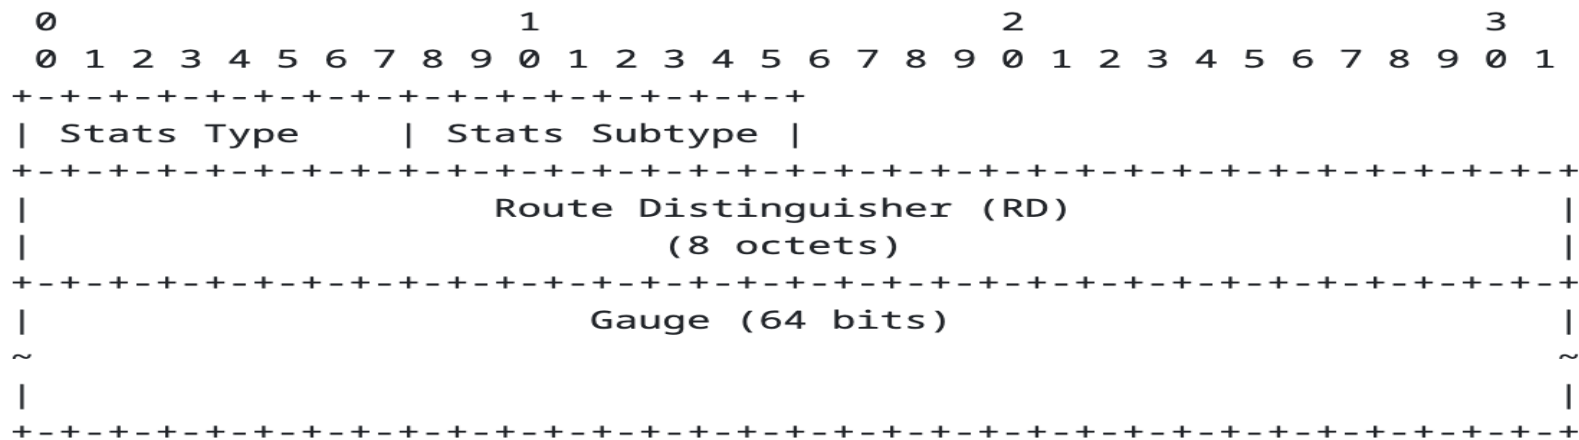 0                   1                   2                   3
 0 1 2 3 4 5 6 7 8 9 0 1 2 3 4 5 6 7 8 9 0 1 2 3 4 5 6 7 8 9 0 1
+-+-+-+-+-+-+-+-+-+-+-+-+-+-+-+-+
| Stats Type    | Stats Subtype |
+-+-+-+-+-+-+-+-+-+-+-+-+-+-+-+-+-+-+-+-+-+-+-+-+-+-+-+-+-+-+-+-+
|                   Route Distinguisher (RD)                    |
|                          (8 octets)                           |
+-+-+-+-+-+-+-+-+-+-+-+-+-+-+-+-+-+-+-+-+-+-+-+-+-+-+-+-+-+-+-+-+
|                       Gauge (64 bits)                         |
~                                                               ~
|                                                               |
+-+-+-+-+-+-+-+-+-+-+-+-+-+-+-+-+-+-+-+-+-+-+-+-+-+-+-+-+-+-+-+-+